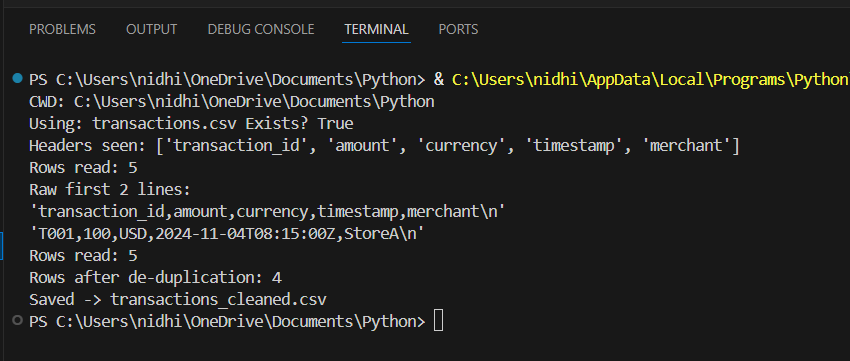 PROBLEMS OUTPUT DEBUG CONSOLE TERMINAL PORTS
PS C:\Users\nidhi\OneDrive\Documents\Python> & C:\Users\nidhi\AppData\Local\Programs\Python
CWD: C:\Users\nidhi\OneDrive\Documents\Python
Using: transactions.csv Exists? True
Headers seen: ['transaction_id', 'amount', 'currency', 'timestamp', 'merchant']
Rows read: 5
Raw first 2 lines:
'transaction_id,amount,currency,timestamp,merchant\n'
'T001,100,USD,2024-11-04T08:15:00Z,StoreA\n'
Rows read: 5
Rows after de-duplication: 4
Saved -> transactions_cleaned.csv
PS C:\Users\nidhi\OneDrive\Documents\Python>